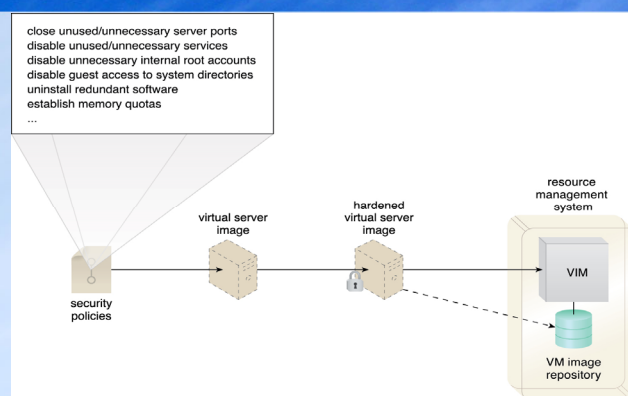 close unused/unnecessary server ports
disable unused/unnecessary services
disable unnecessary internal root accounts
disable guest access to system directories
uninstall redundant software
establish memory quotas
...
security
policies
virtual server
image
hardened
virtual server
image
resource
management
system
VIM
VM image
repository